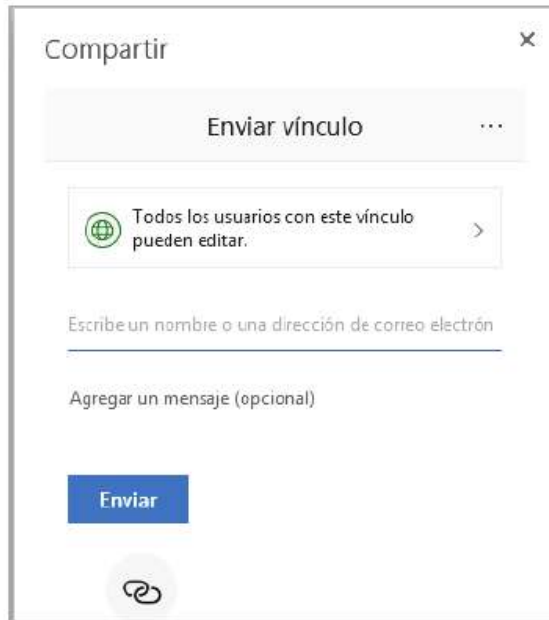 Compartir
Enviar vínculo
Todos los usuarios con este vínculo
pueden editar.
Escribe un nombre o una dirección de correo electrón
Agregar un mensaje (opcional)
Enviar